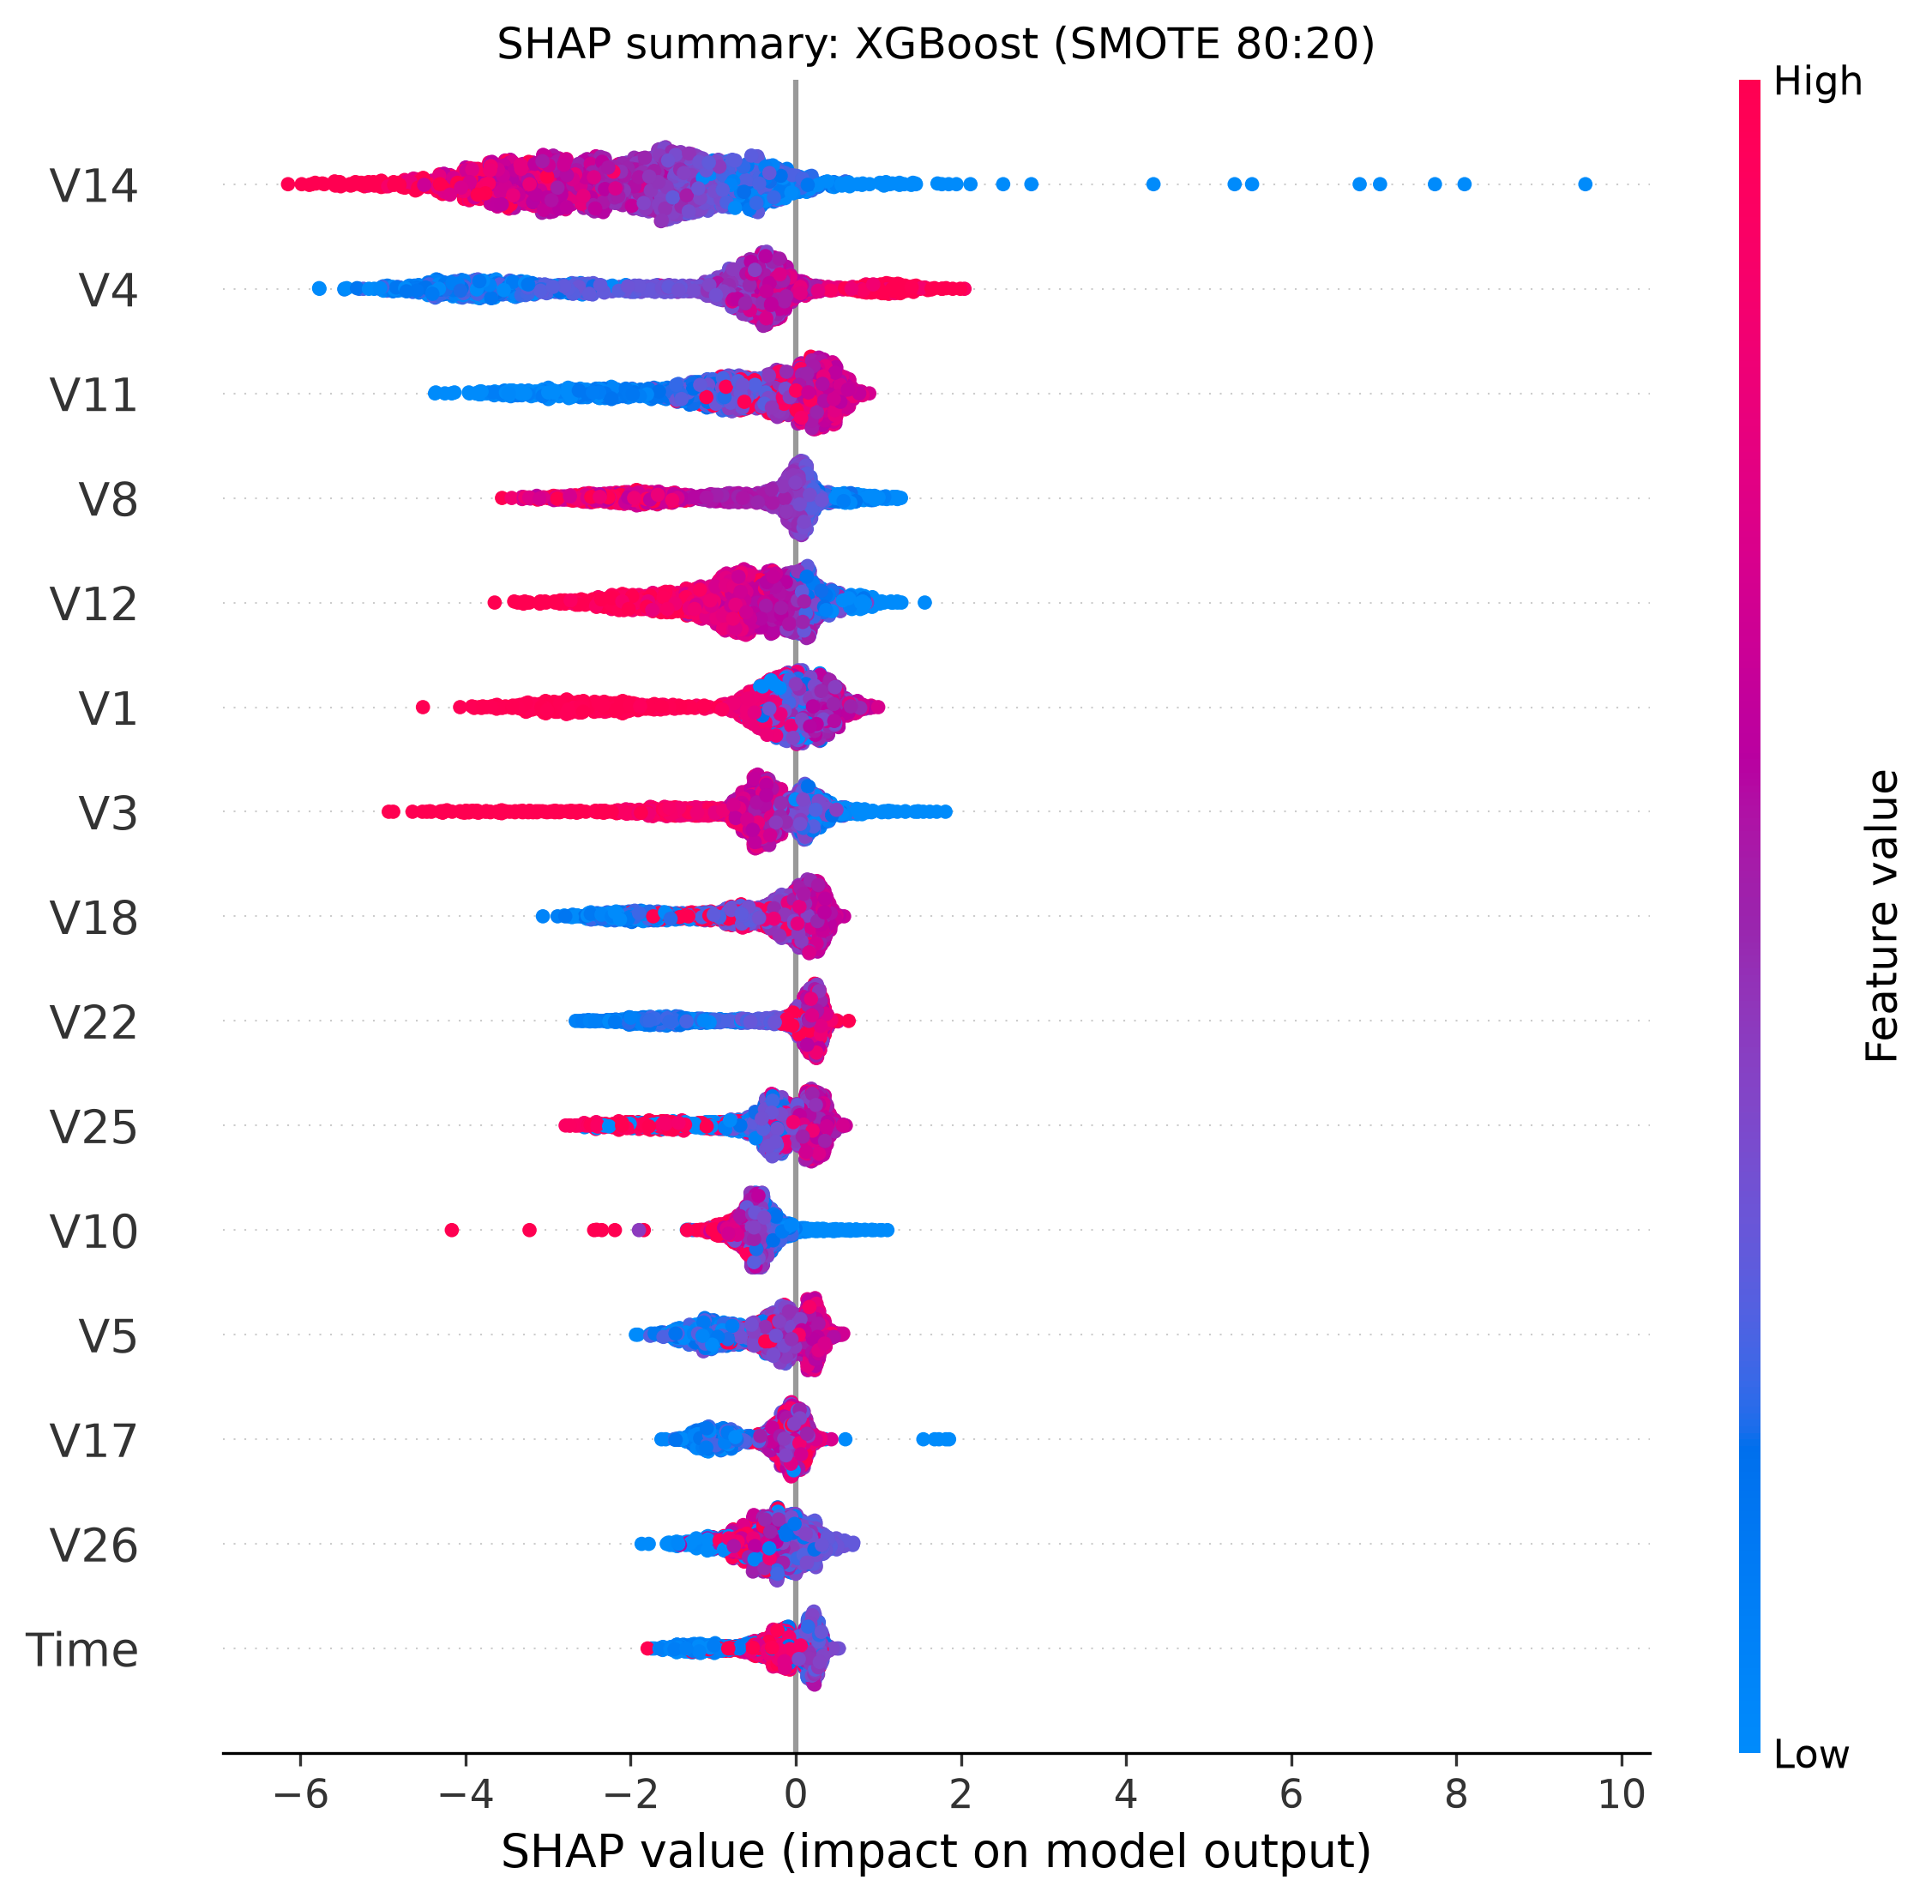 SHAP summary: XGBoost (SMOTE 80:20)
High
V14
V4
V11
V8
V12
V1
V3
V18
V22
V25
V10
V5
V17
V26
Time
Feature value
Low
−6 −4 −2 0 2 4 6 8 10
SHAP value (impact on model output)